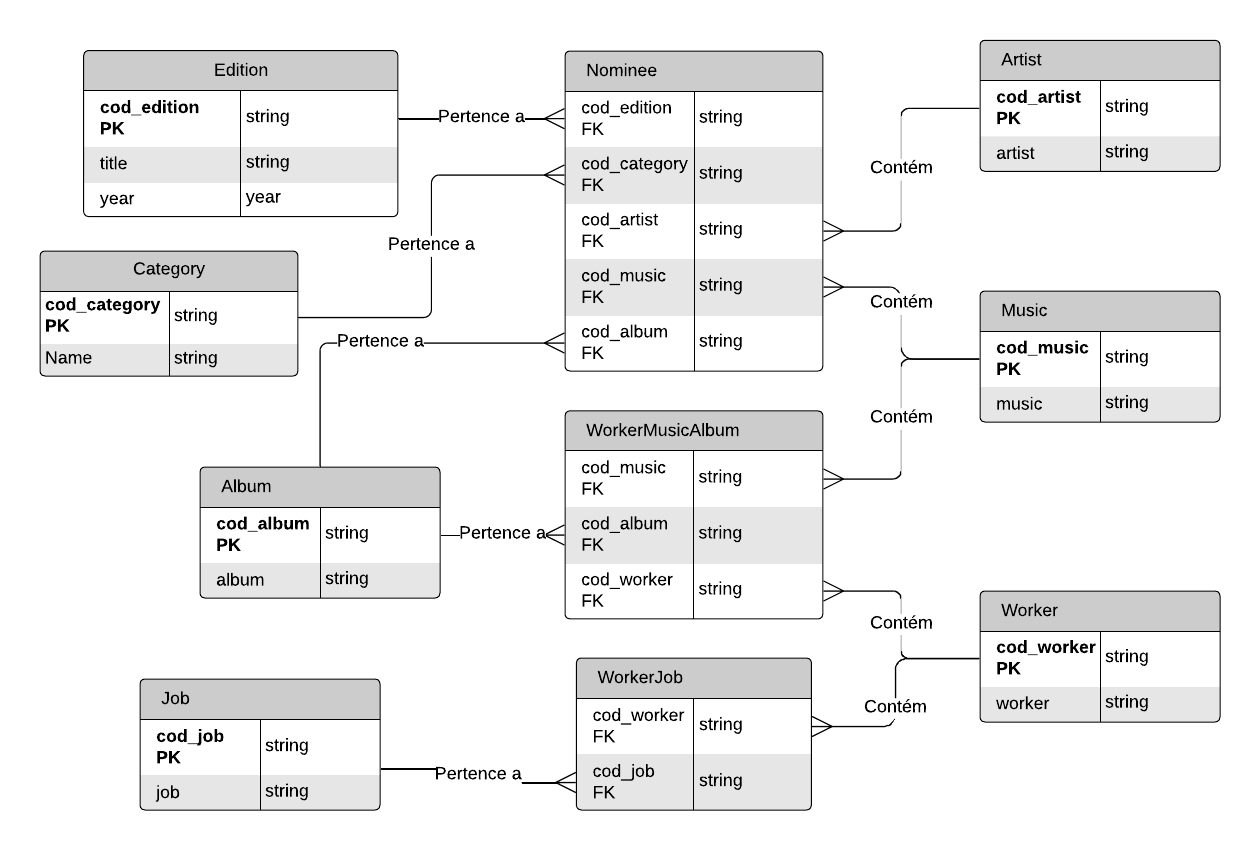 Edition
cod_edition
PK
string
title
string
year
year
Category
cod_category
PK
string
Name
string
Nominee
cod_edition
FK
string
cod_category
FK
string
cod_artist
FK
string
cod_music
FK
string
cod_album
FK
string
Artist
cod_artist
PK
string
artist
string
Music
cod_music
PK
string
music
string
Album
cod_album
PK
string
album
string
WorkerMusicAlbum
cod_music
FK
string
cod_album
FK
string
cod_worker
FK
string
Worker
cod_worker
PK
string
worker
string
Job
cod_job
PK
string
job
string
WorkerJob
cod_worker
FK
string
cod_job
FK
string
Pertence a
Pertence a
Pertence a
Pertence a
Pertence a
Contém
Contém
Contém
Contém
Contém